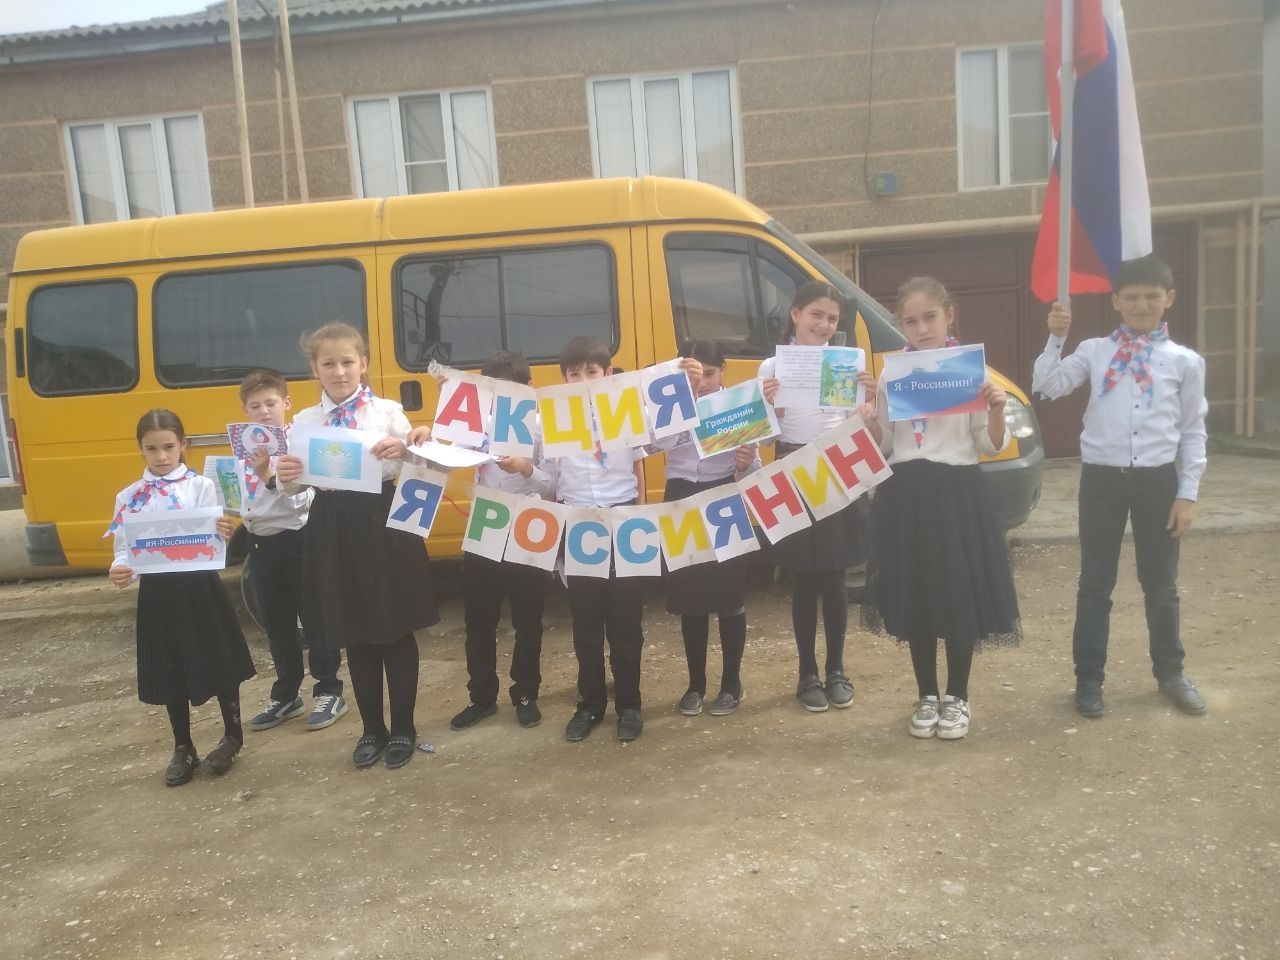 АКЦИЯ
Я РОССИЯНИН
#Я-Россиянин!
Гражданин
России
Я - Россиянин!